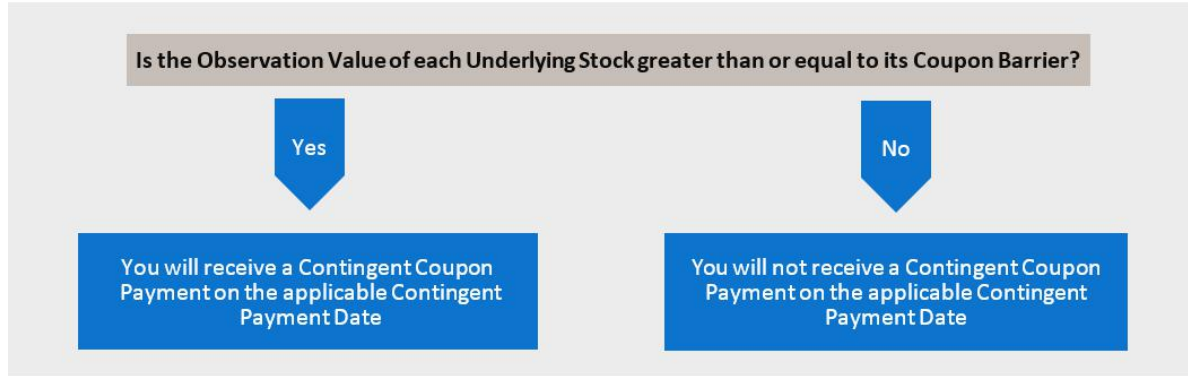 Is the Observation Value of each Underlying Stock greater than or equal to its Coupon Barrier?
Yes
No
You will receive a Contingent Coupon
Payment on the applicable Contingent
Payment Date
You will not receive a Contingent Coupon
Payment on the applicable Contingent
Payment Date